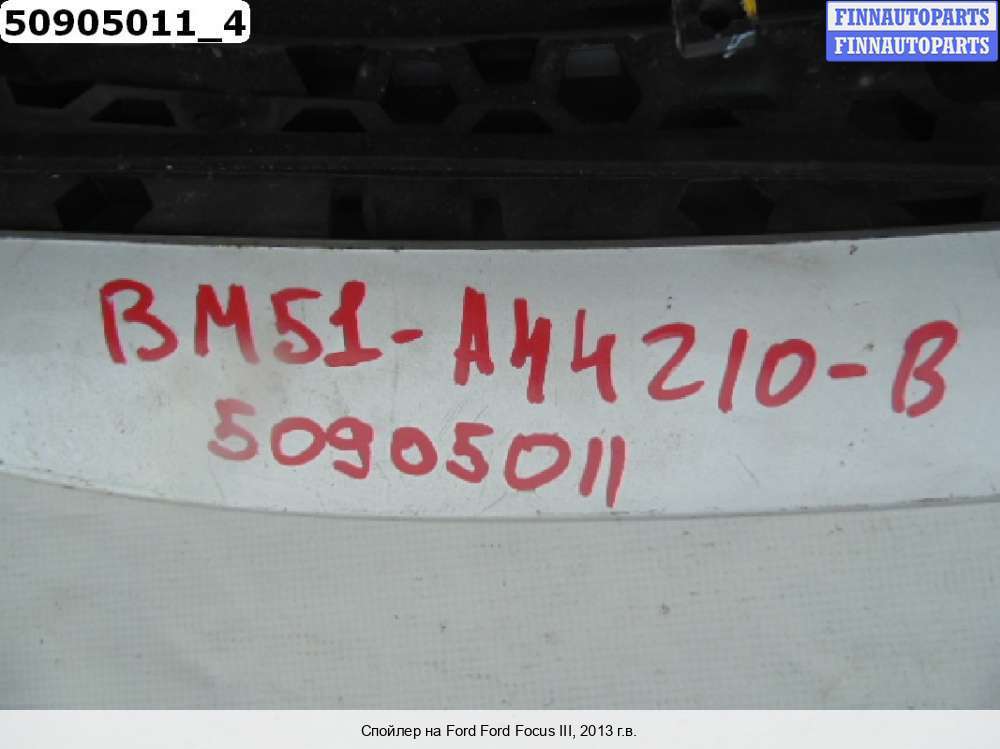 50905011_4
FINNAUTOPARTS
FINNAUTOPARTS
BM51-A44210-B
50905011
Спойлер на Ford Ford Focus III, 2013 г.в.